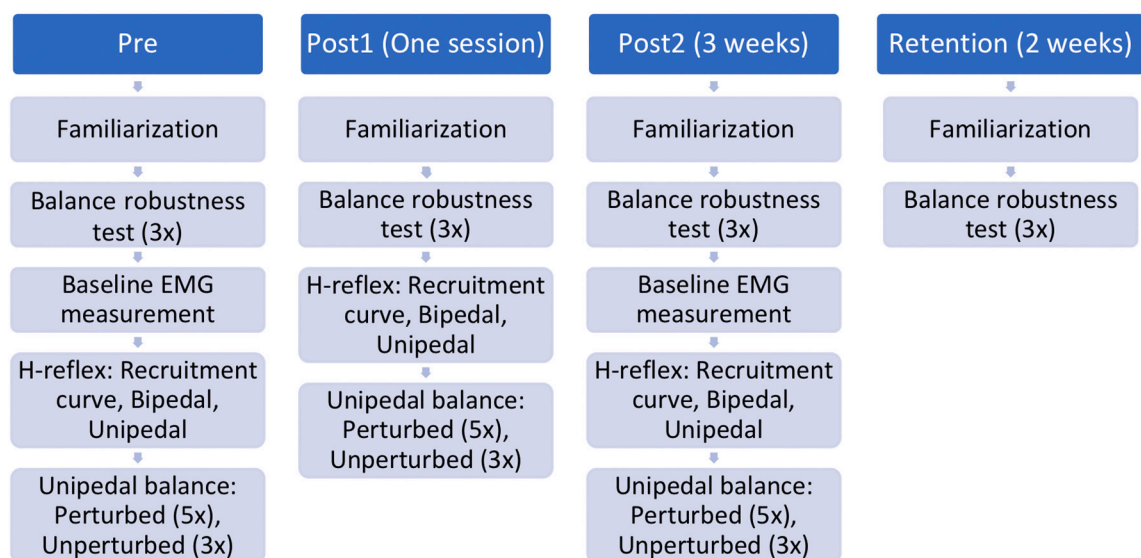 Pre
Familiarization
Balance robustness
test (3x)
Baseline EMG
measurement
H-reflex: Recruitment
curve, Bipedal,
Unipedal
Unipedal balance:
Perturbed (5x),
Unperturbed (3x)
Post1 (One session)
Familiarization
Balance robustness
test (3x)
H-reflex: Recruitment
curve, Bipedal,
Unipedal
Unipedal balance:
Perturbed (5x),
Unperturbed (3x)
Post2 (3 weeks)
Familiarization
Balance robustness
test (3x)
Baseline EMG
measurement
H-reflex: Recruitment
curve, Bipedal,
Unipedal
Unipedal balance:
Perturbed (5x),
Unperturbed (3x)
Retention (2 weeks)
Familiarization
Balance robustness
test (3x)